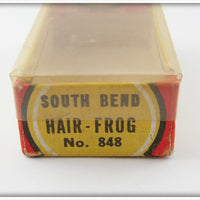 SOUTH BEND
HAIR-FROG
No. 848